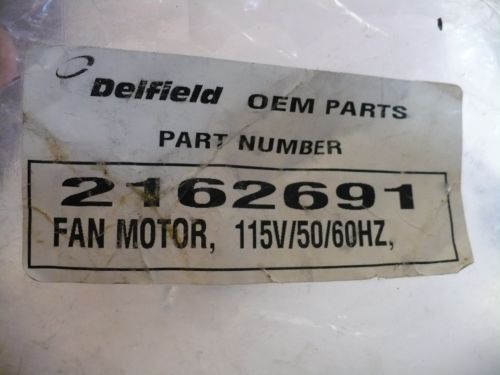 Delfield OEM PARTS
PART NUMBER
2162691
FAN MOTOR, 115V/50/60HZ,